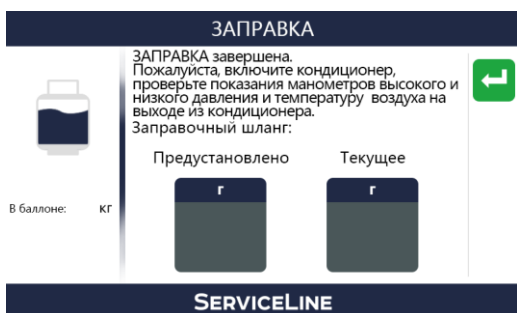 ЗАПРАВКА
ЗАПРАВКА завершена.
Пожалуйста, включите кондиционер,
проверьте показания манометров высокого и
низкого давления и температуру воздуха на
выходе из кондиционера.
Заправочный шланг:
Предустановлено Текущее
г г
В баллоне: кг
SERVICELINE